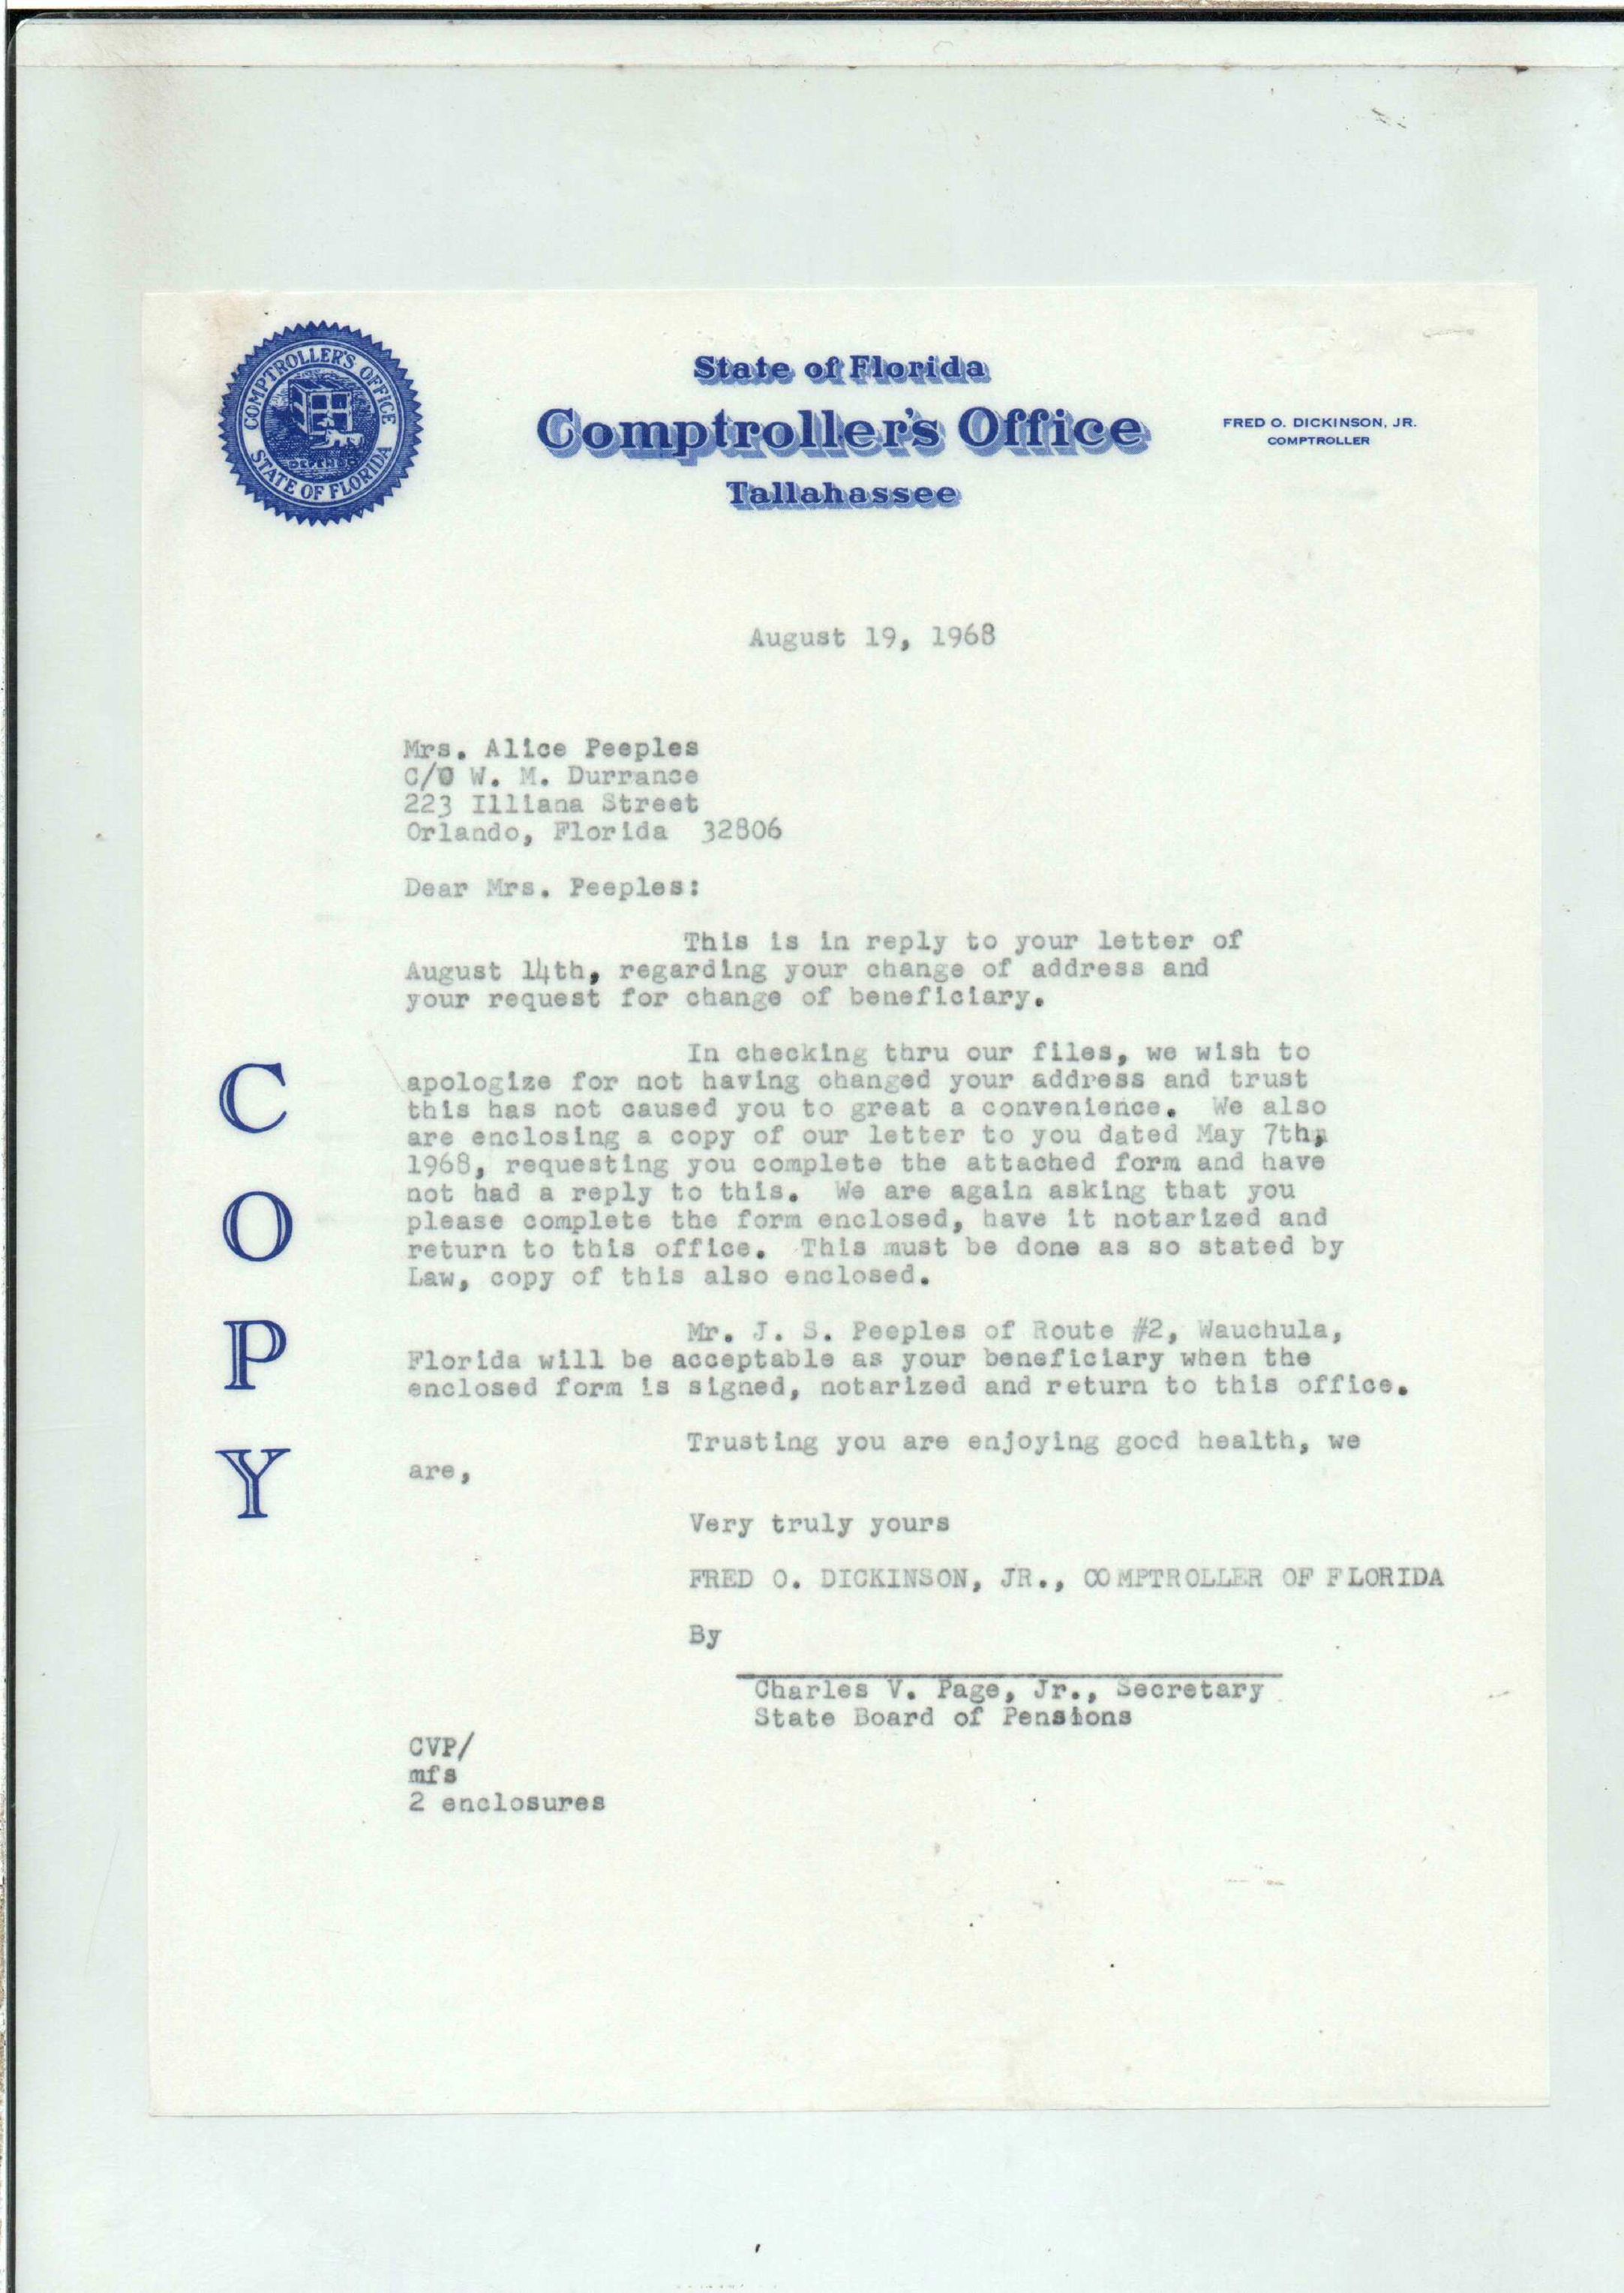 COMPTROLLER'S OFFICE
STATE OF FLORIDA
State of Florida
Comptroller's Office
Tallahassee
FRED O. DICKINSON, JR.
COMPTROLLER
August 19, 1968
Mrs. Alice Peeples
C/O W. M. Durrance
223 Illiana Street
Orlando, Florida 32806
Dear Mrs. Peeples:
This is in reply to your letter of
August 14th, regarding your change of address and
your request for change of beneficiary.
In checking thru our files, we wish to
apologize for not having changed your address and trust
this has not caused you to great a convenience. We also
are enclosing a copy of our letter to you dated May 7th,
1968, requesting you complete the attached form and have
not had a reply to this. We are again asking that you
please complete the form enclosed, have it notarized and
return to this office. This must be done as so stated by
Law, copy of this also enclosed.
Mr. J. S. Peeples of Route #2, Wauchula,
Florida will be acceptable as your beneficiary when the
enclosed form is signed, notarized and return to this office.
Trusting you are enjoying good health, we
are,
Very truly yours
FRED O. DICKINSON, JR., COMPTROLLER OF FLORIDA
By
Charles V. Page, Jr., Secretary
State Board of Pensions
CVP/
mfs
2 enclosures
COPY